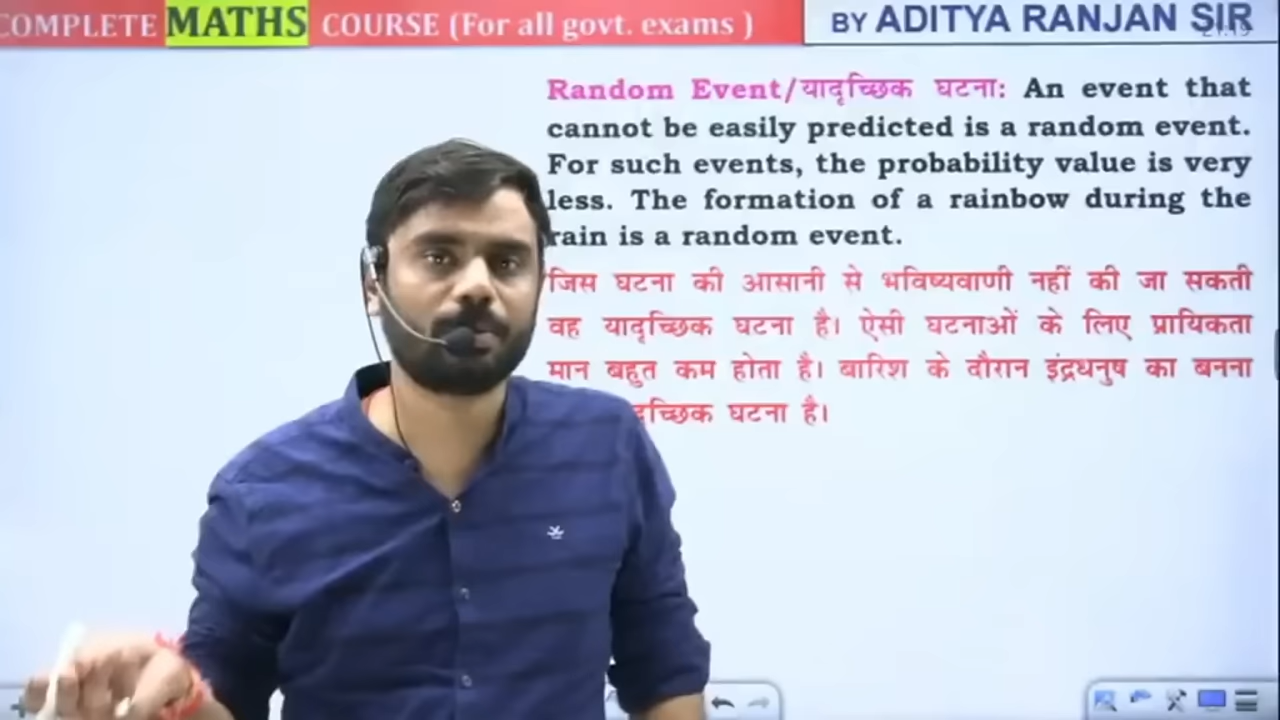 COMPLETE MATHS COURSE (For all govt. exams )
BY ADITYA RANJAN SIR
Random Event/यादृच्छिक घटना: An event that
cannot be easily predicted is a random event.
For such events, the probability value is very
less. The formation of a rainbow during the
rain is a random event.
जिस घटना की आसानी से भविष्यवाणी नहीं की जा सकती
वह यादृच्छिक घटना है। ऐसी घटनाओं के लिए प्रायिकता
मान बहुत कम होता है। बारिश के दौरान इंद्रधनुष का बनना
दृच्छिक घटना है।